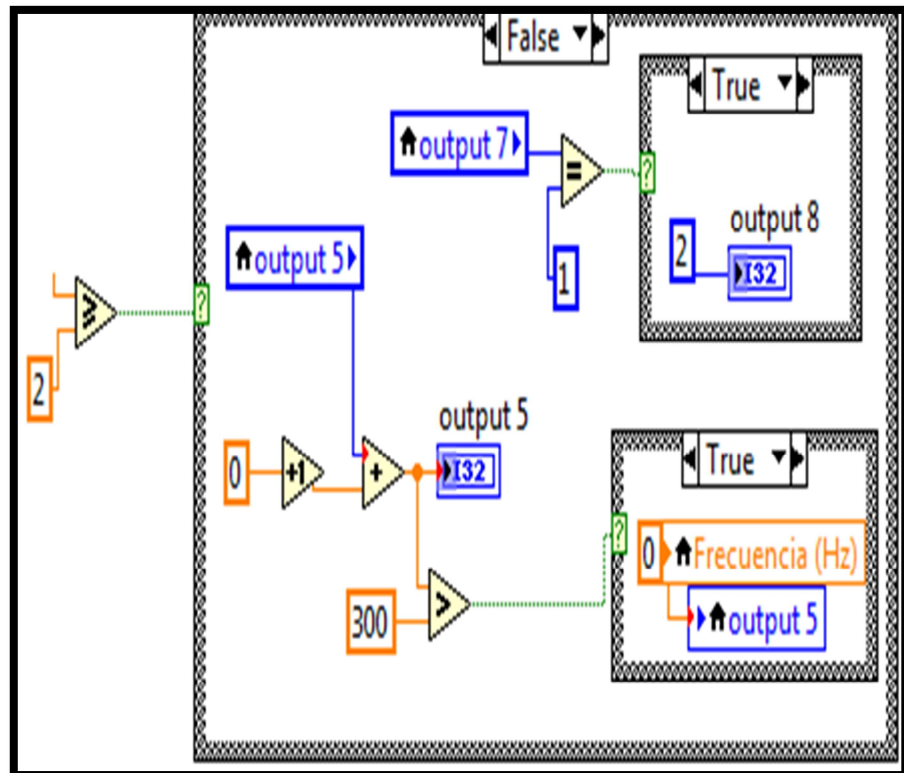 False
True
output 7
=
?
output 8
output 5
1
2
I32
?
≥
2
output 5
True
0
+1
+
I32
?
0
Frecuencia (Hz)
300
>
output 5